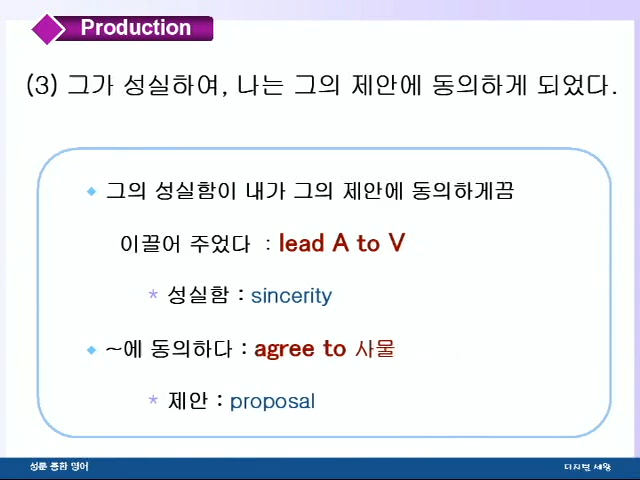 Production
(3) 그가 성실하여, 나는 그의 제안에 동의하게 되었다.
그의 성실함이 내가 그의 제안에 동의하게끔
이끌어 주었다 : lead A to V
* 성실함 : sincerity
~에 동의하다 : agree to 사물
* 제안 : proposal
성문 종합 영어
디지털 세왕